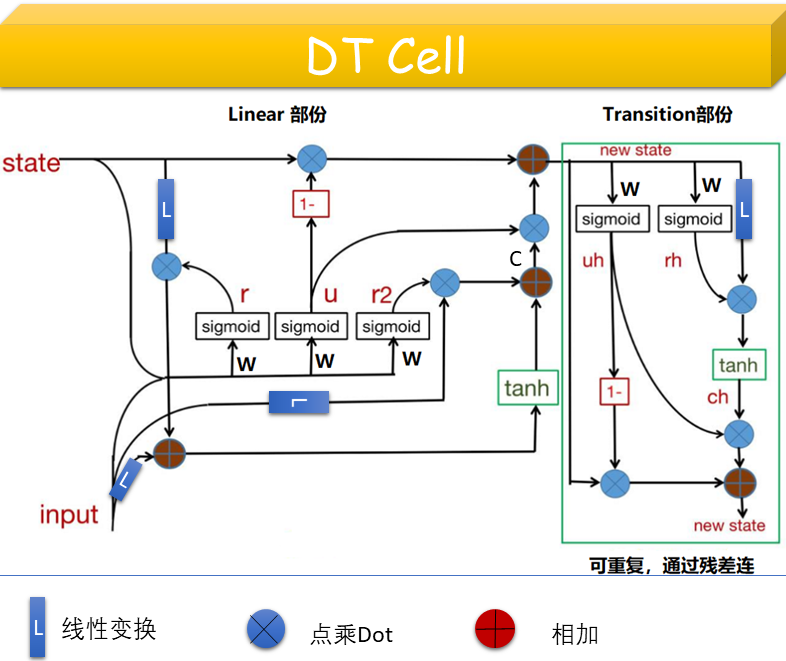 DT Cell
Linear 部份
Transition部份
state
new state
W
W
L
1-
L
sigmoid
sigmoid
C
uh
rh
r
u
r2
sigmoid
sigmoid
sigmoid
W
W
W
tanh
1-
tanh
ch
L
L
input
new state
可重复，通过残差连
L
线性变换
点乘Dot
相加